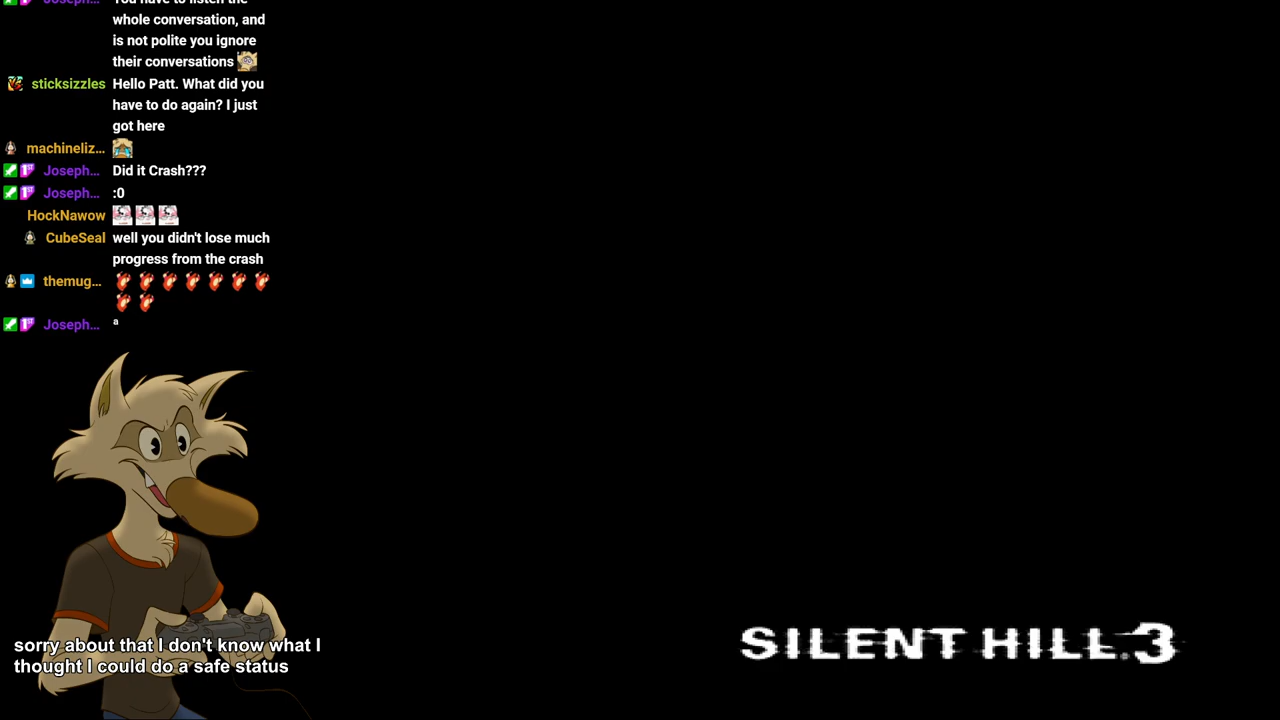 Joseph... You have to listen the
whole conversation, and
is not polite you ignore
their conversations
sticksizzles Hello Patt. What did you
have to do again? I just
got here
machineliz...
Joseph... Did it Crash???
Joseph... :0
HockNawow
CubeSeal well you didn't lose much
progress from the crash
themug...
Joseph... a
sorry about that I don't know what I
thought I could do a safe status
SILENT HILL 3